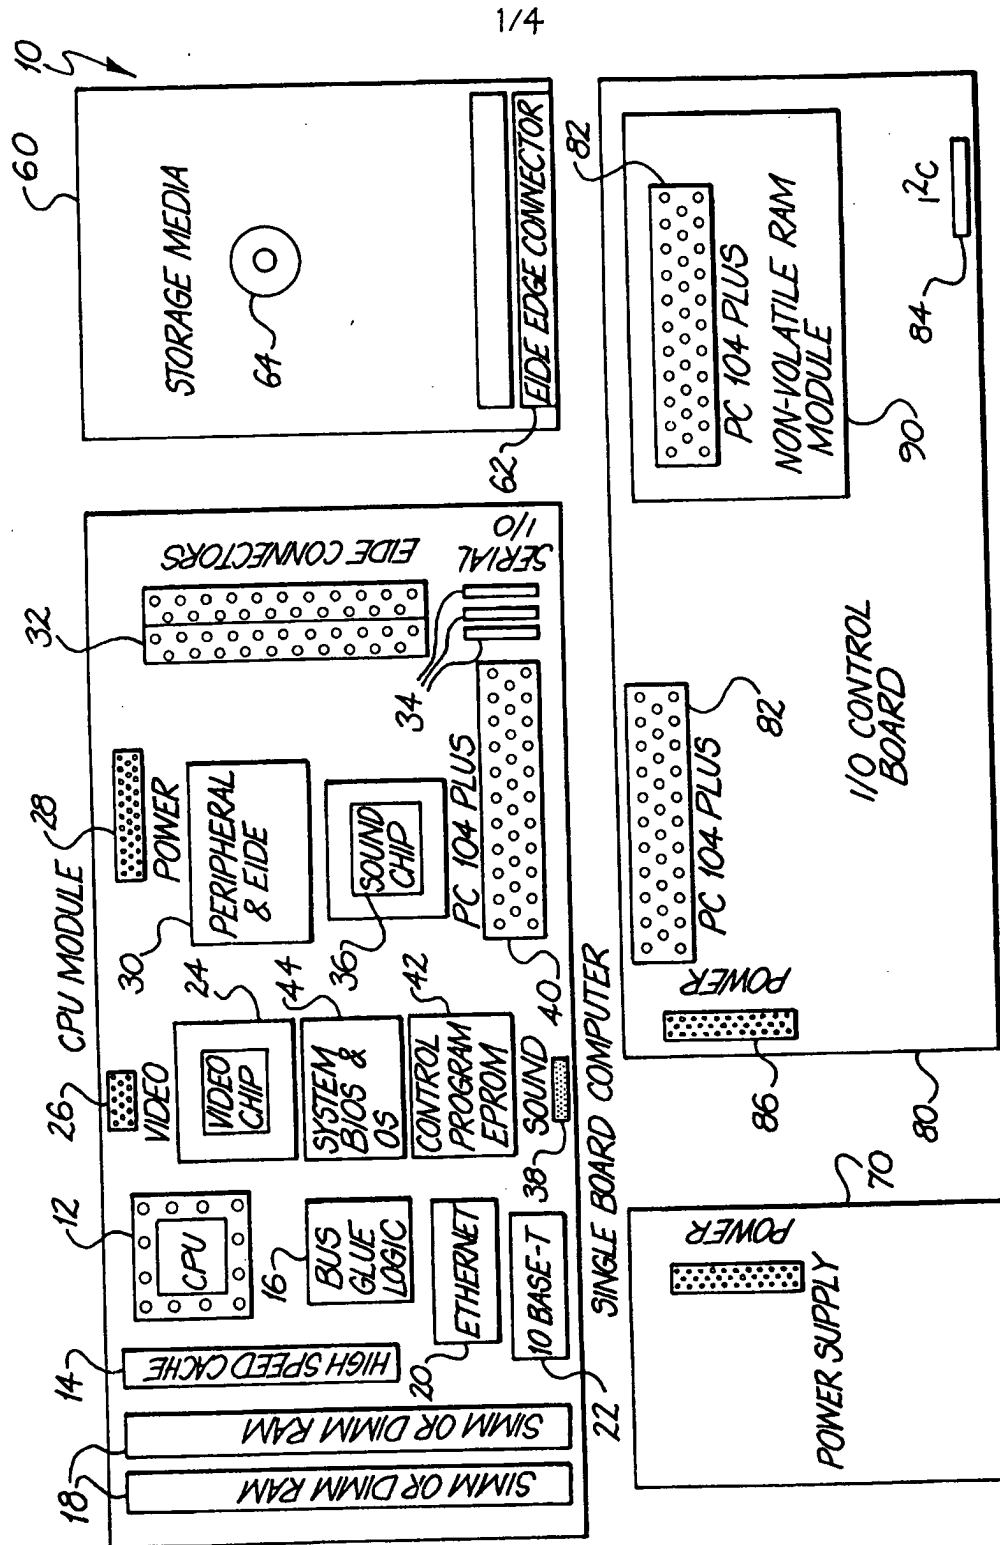 1/4
10
CPU MODULE
18
SIMM OR DIMM RAM
SIMM OR DIMM RAM
14
HIGH SPEED CACHE
12
CPU
16
BUS
GLUE
LOGIC
20
ETHERNET
22
10 BASE-T
26
VIDEO
24
VIDEO
CHIP
44
SYSTEM
BIOS &
OS
42
CONTROL
PROGRAM
EPROM
38
SOUND
28
POWER
30
PERIPHERAL
& EIDE
36
SOUND
CHIP
40
PC 104 PLUS
32
EIDE CONNECTORS
34
SERIAL
I/O
SINGLE BOARD COMPUTER
60
STORAGE MEDIA
64
62
EIDE EDGE CONNECTOR
70
POWER
POWER SUPPLY
80
86
POWER
82
PC 104 PLUS
I/O CONTROL
BOARD
82
PC 104 PLUS
NON-VOLATILE RAM
MODULE
90
84
I²C